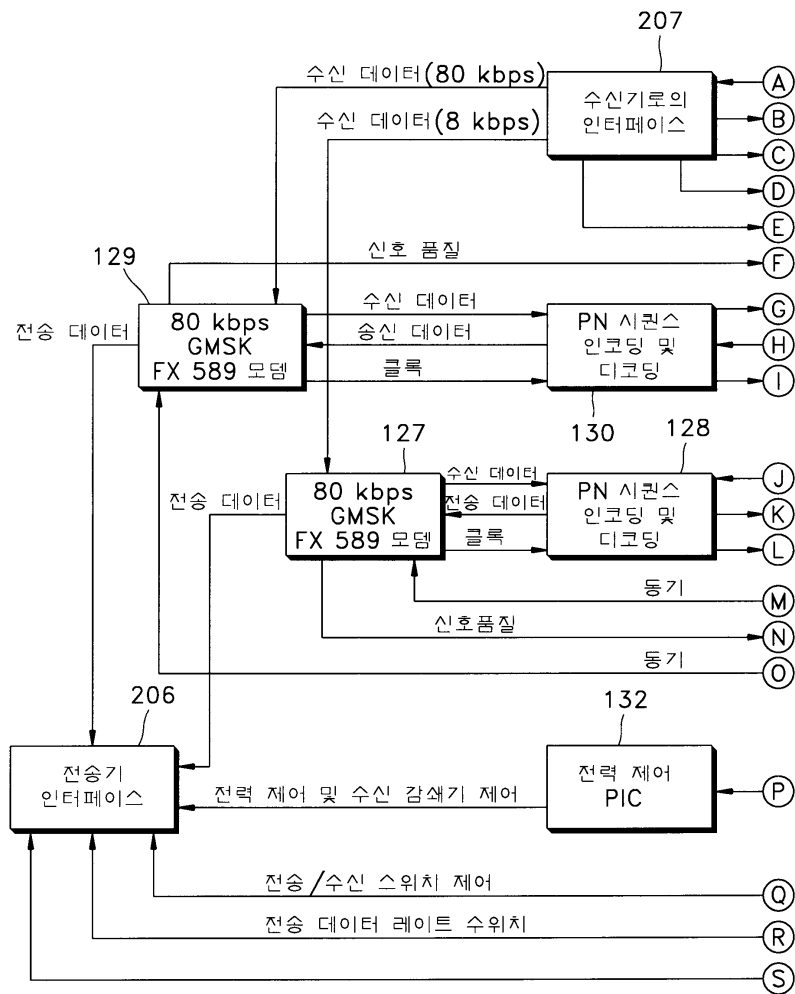 207
수신 데이터(80 kbps)
수신기로의
인터페이스
A
B
수신 데이터(8 kbps)
C
D
E
129
신호 품질
F
전송 데이터
80 kbps
GMSK
FX 589 모뎀
수신 데이터
송신 데이터
클록
PN 시퀀스
인코딩 및
디코딩
G
H
I
130
127
128
전송 데이터
80 kbps
GMSK
FX 589 모뎀
수신 데이터
전송 데이터
클록
PN 시퀀스
인코딩 및
디코딩
J
K
L
동기
M
신호품질
N
동기
O
206
132
전송기
인터페이스
전력 제어 및 수신 감쇄기 제어
전력 제어
PIC
P
전송/수신 스위치 제어
Q
전송 데이터 레이트 수위치
R
S